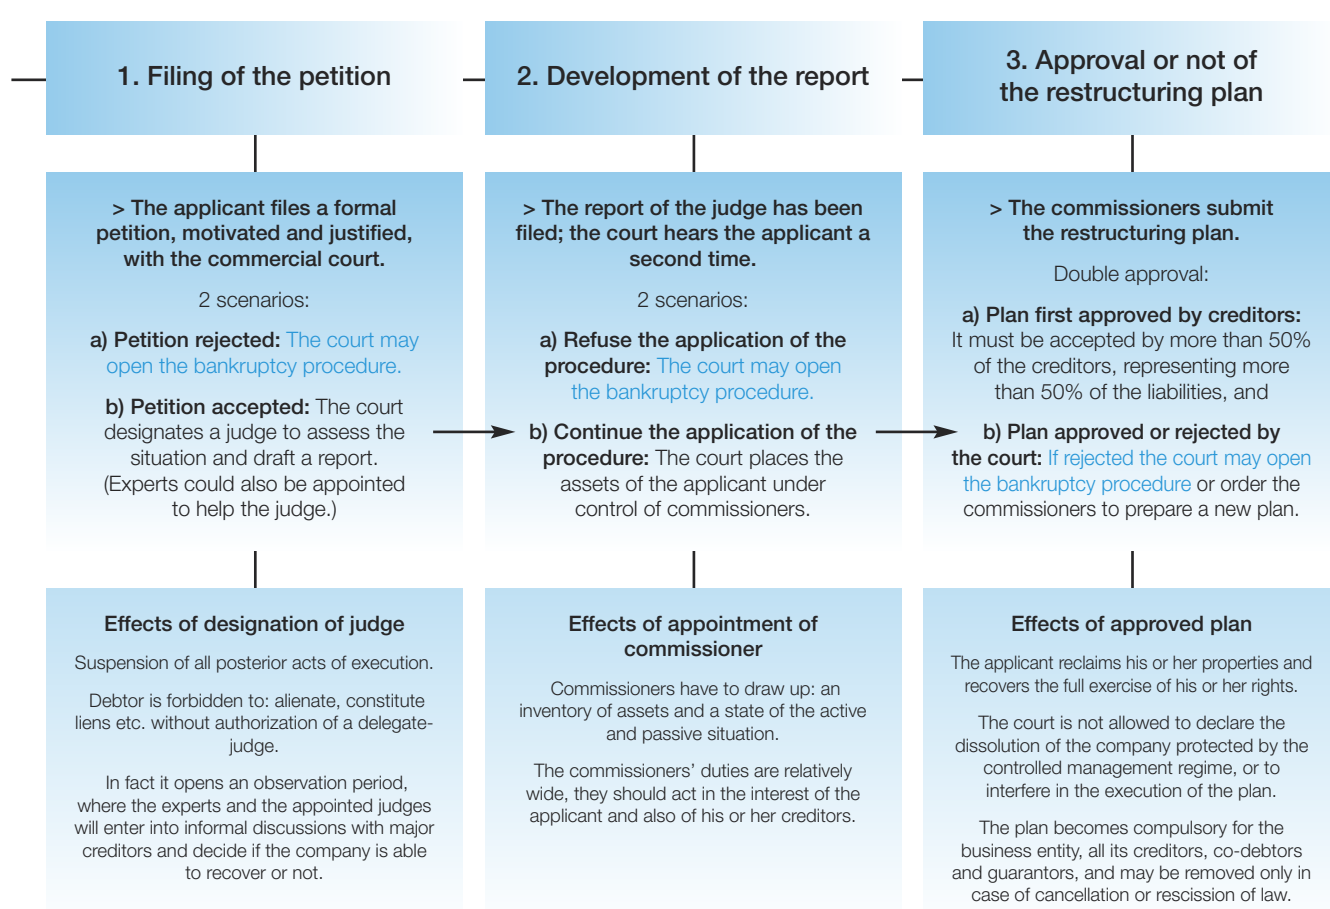 1. Filing of the petition
> The applicant files a formal
petition, motivated and justified,
with the commercial court.
2 scenarios:
a) Petition rejected: The court may
open the bankruptcy procedure.
b) Petition accepted: The court
designates a judge to assess the
situation and draft a report.
(Experts could also be appointed
to help the judge.)
Effects of designation of judge
Suspension of all posterior acts of execution.
Debtor is forbidden to: alienate, constitute
liens etc. without authorization of a delegate-
judge.
In fact it opens an observation period,
where the experts and the appointed judges
will enter into informal discussions with major
creditors and decide if the company is able
to recover or not.
2. Development of the report
> The report of the judge has been
filed; the court hears the applicant a
second time.
2 scenarios:
a) Refuse the application of the
procedure: The court may open
the bankruptcy procedure.
b) Continue the application of the
procedure: The court places the
assets of the applicant under
control of commissioners.
Effects of appointment of
commissioner
Commissioners have to draw up: an
inventory of assets and a state of the active
and passive situation.
The commissioners’ duties are relatively
wide, they should act in the interest of the
applicant and also of his or her creditors.
3. Approval or not of
the restructuring plan
> The commissioners submit
the restructuring plan.
Double approval:
a) Plan first approved by creditors:
It must be accepted by more than 50%
of the creditors, representing more
than 50% of the liabilities, and
b) Plan approved or rejected by
the court: If rejected the court may open
the bankruptcy procedure or order the
commissioners to prepare a new plan.
Effects of approved plan
The applicant reclaims his or her properties and
recovers the full exercise of his or her rights.
The court is not allowed to declare the
dissolution of the company protected by the
controlled management regime, or to
interfere in the execution of the plan.
The plan becomes compulsory for the
business entity, all its creditors, co-debtors
and guarantors, and may be removed only in
case of cancellation or rescission of law.